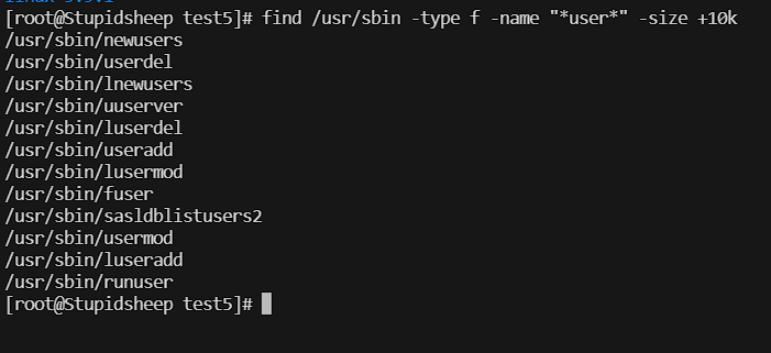 [root@Stupidsheep test5]# find /usr/sbin -type f -name "*user*" -size +10k
/usr/sbin/newusers
/usr/sbin/userdel
/usr/sbin/lnewusers
/usr/sbin/uuserver
/usr/sbin/luserdel
/usr/sbin/useradd
/usr/sbin/lusermod
/usr/sbin/fuser
/usr/sbin/sasldblistusers2
/usr/sbin/usermod
/usr/sbin/luseradd
/usr/sbin/runuser
[root@Stupidsheep test5]#